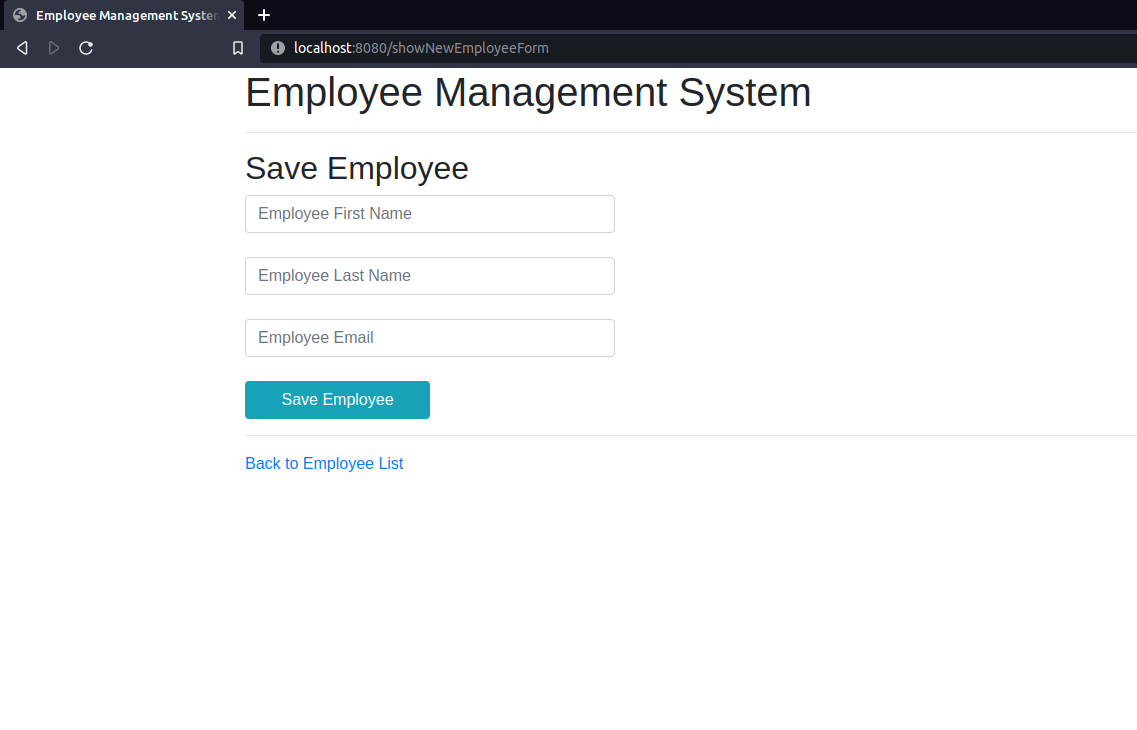 Employee Management System
localhost:8080/showNewEmployeeForm
Employee Management System
Save Employee
Employee First Name
Employee Last Name
Employee Email
Save Employee
Back to Employee List